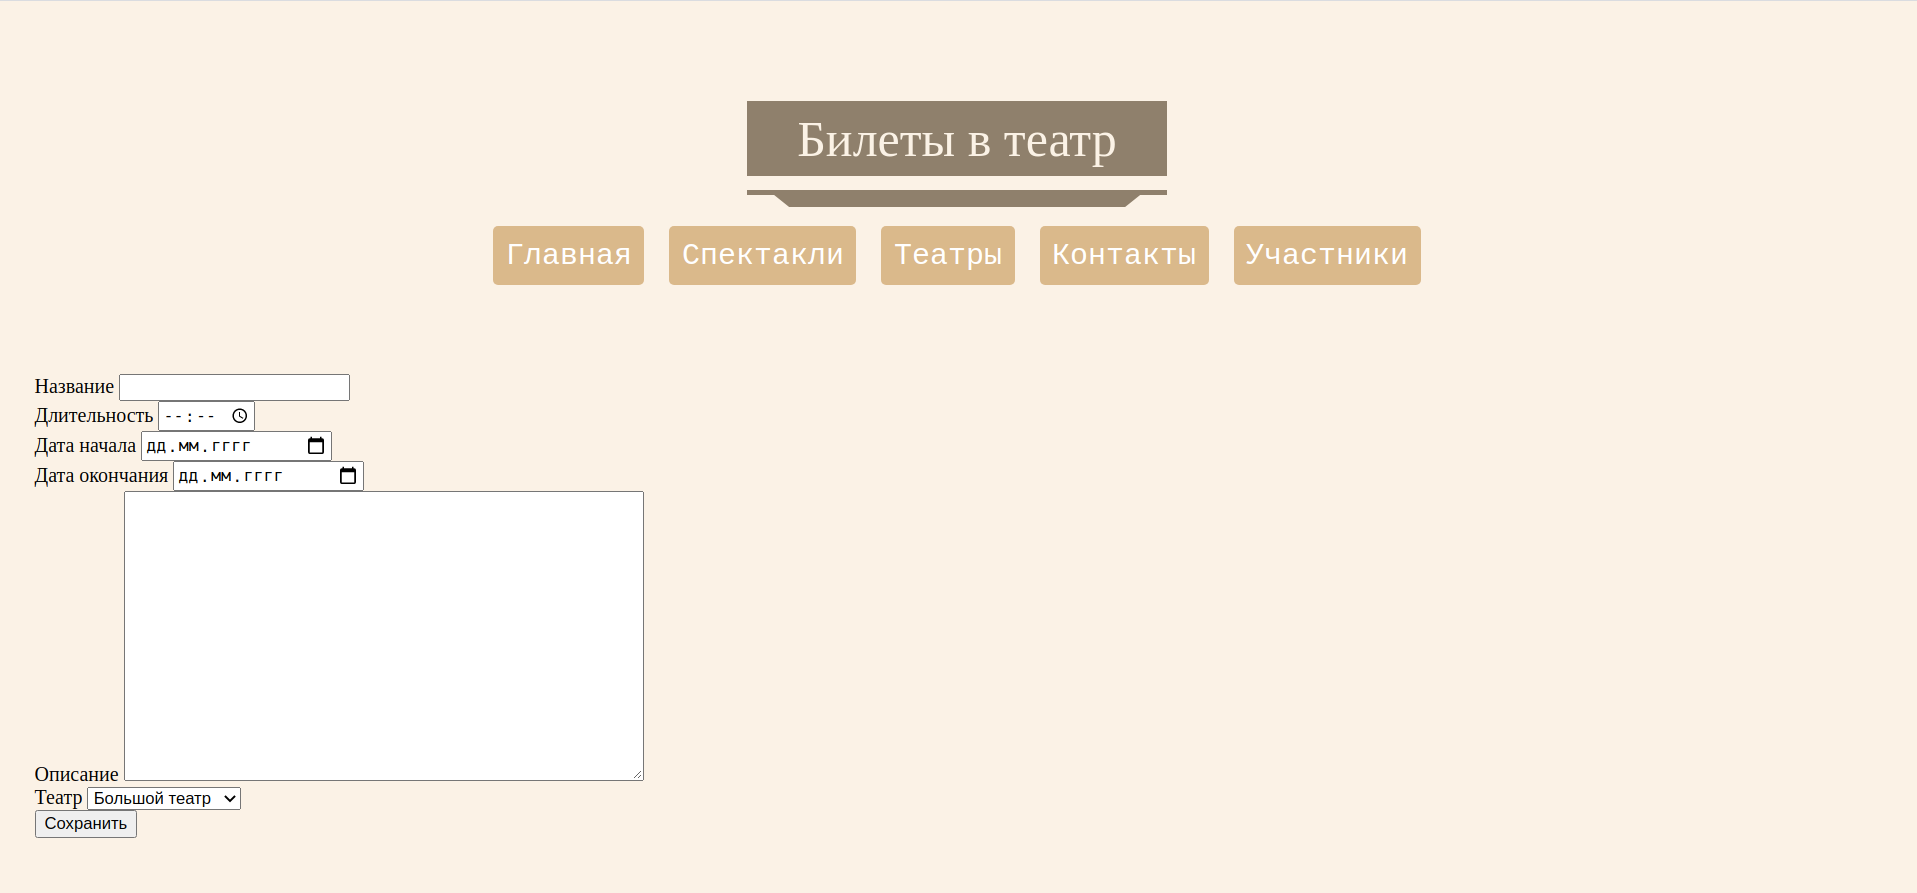 Билеты в театр
Главная Спектакли Театры Контакты Участники
Название
Длительность --:--
Дата начала дд.мм.гггг
Дата окончания дд.мм.гггг
Описание
Театр Большой театр
Сохранить